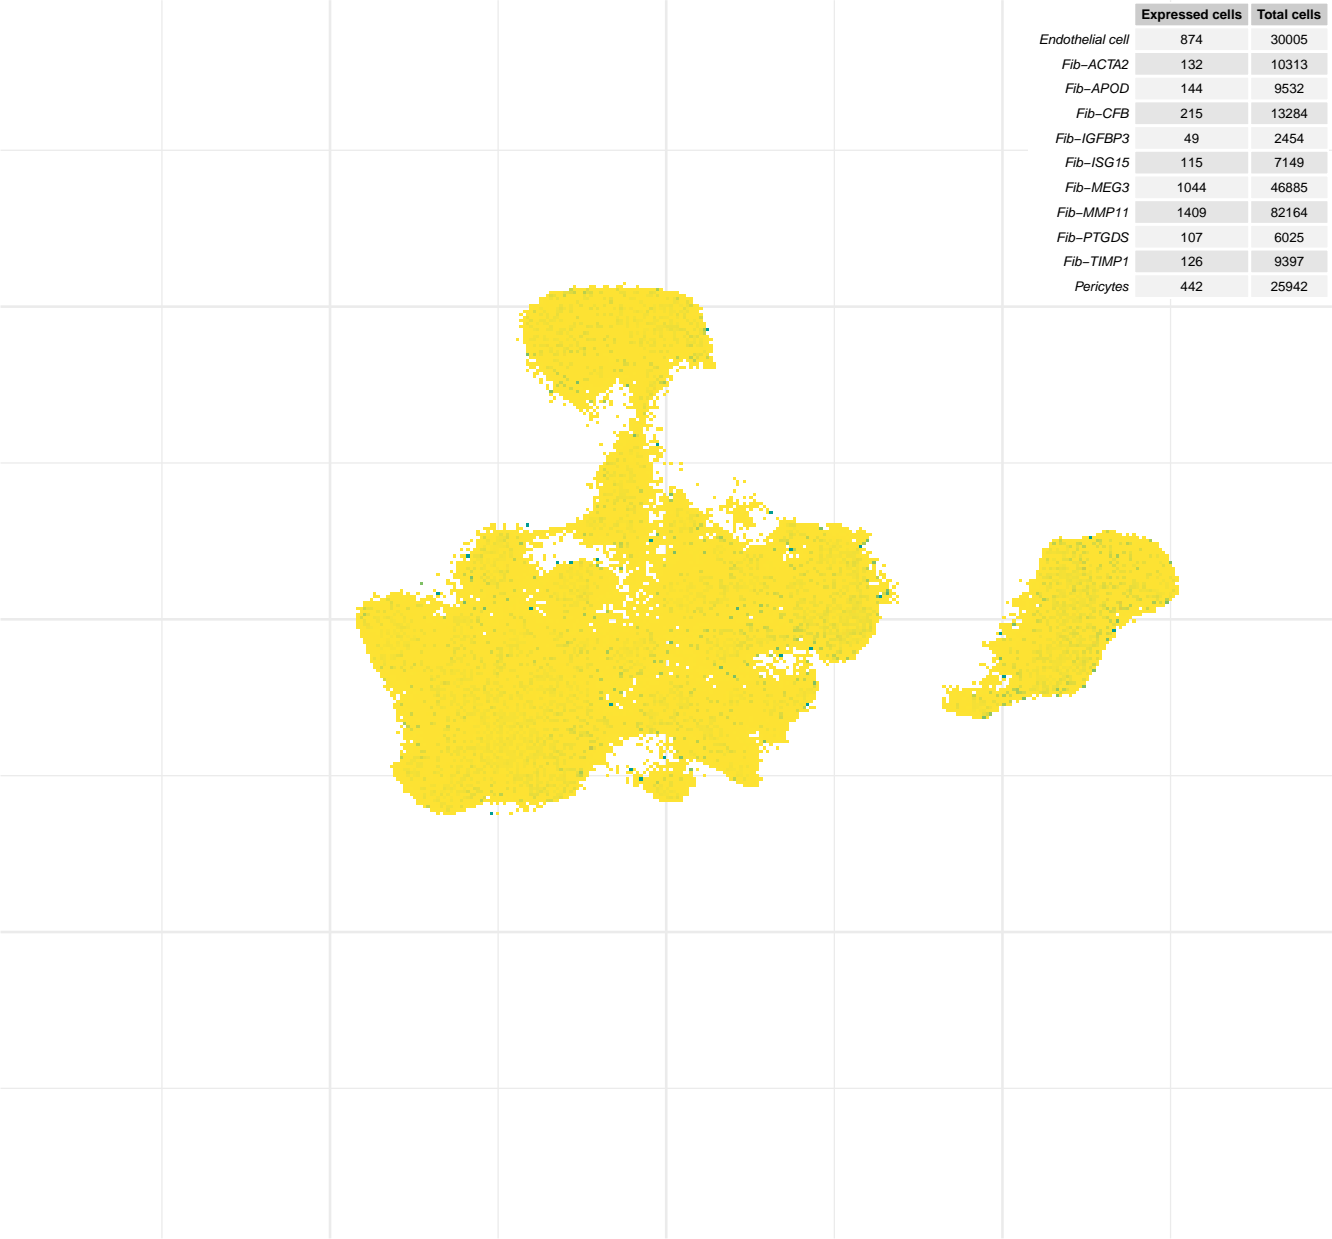 Expressed cells Total cells
Endothelial cell 874 30005
Fib−ACTA2 132 10313
Fib−APOD 144 9532
Fib−CFB 215 13284
Fib−IGFBP3 49 2454
Fib−ISG15 115 7149
Fib−MEG3 1044 46885
Fib−MMP11 1409 82164
Fib−PTGDS 107 6025
Fib−TIMP1 126 9397
Pericytes 442 25942